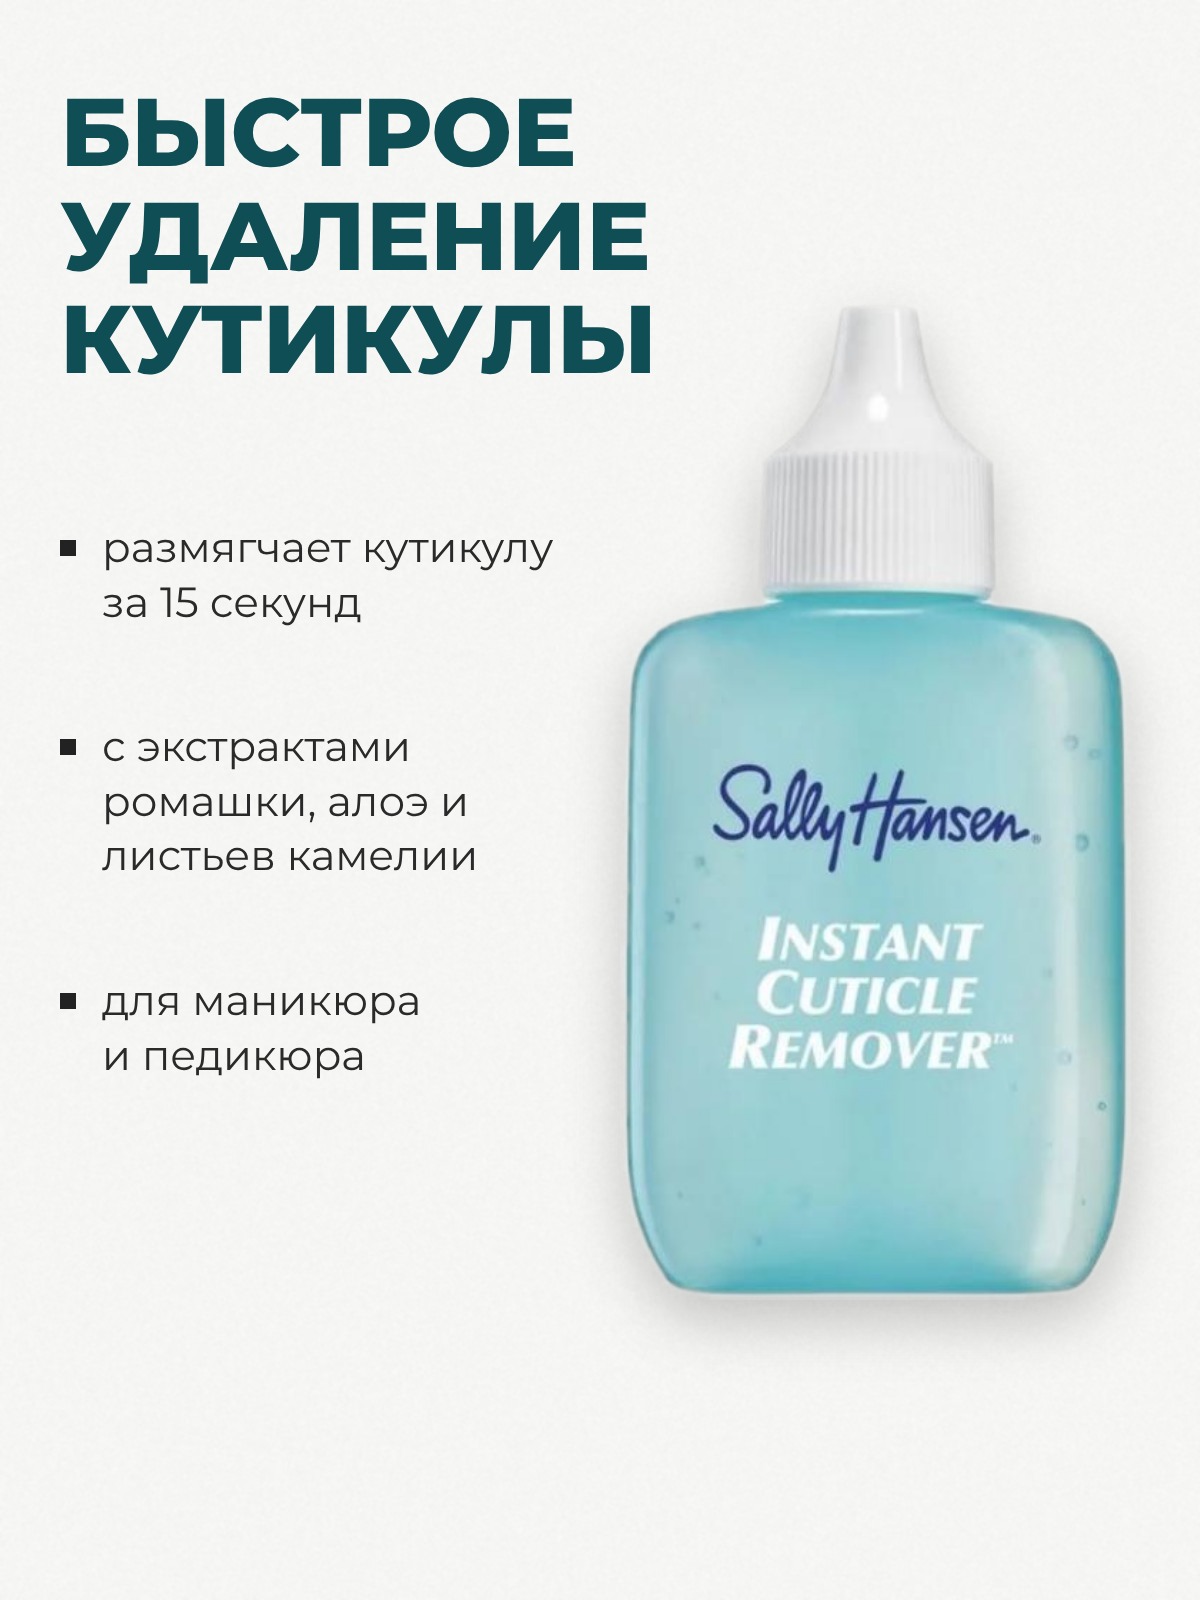 БЫСТРОЕ
УДАЛЕНИЕ
КУТИКУЛЫ
▪ размягчает кутикулу
за 15 секунд
▪ с экстрактами
ромашки, алоэ и
листьев камелии
▪ для маникюра
и педикюра
Sally Hansen®
INSTANT
CUTICLE
REMOVER™